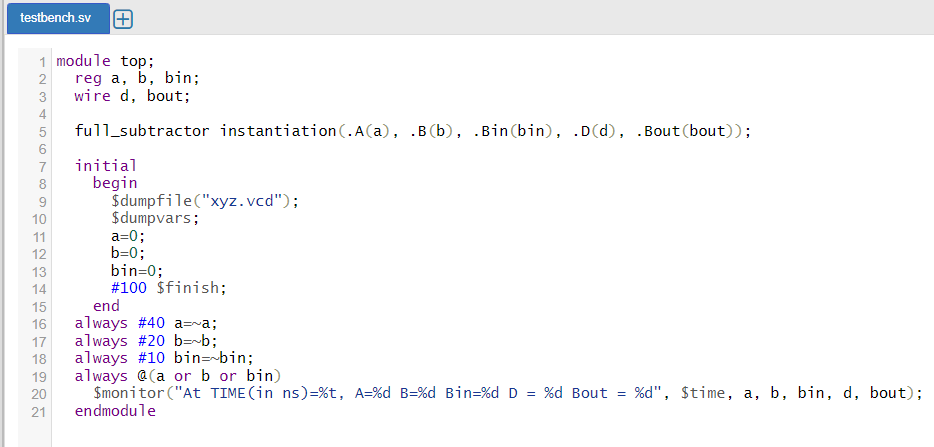 testbench.sv
1 module top;
2 reg a, b, bin;
3 wire d, bout;
4
5 full_subtractor instantiation(.A(a), .B(b), .Bin(bin), .D(d), .Bout(bout));
6
7 initial
8 begin
9 $dumpfile("xyz.vcd");
10 $dumpvars;
11 a=0;
12 b=0;
13 bin=0;
14 #100 $finish;
15 end
16 always #40 a=~a;
17 always #20 b=~b;
18 always #10 bin=~bin;
19 always @(a or b or bin)
20 $monitor("At TIME(in ns)=%t, A=%d B=%d Bin=%d D = %d Bout = %d", $time, a, b, bin, d, bout);
21 endmodule